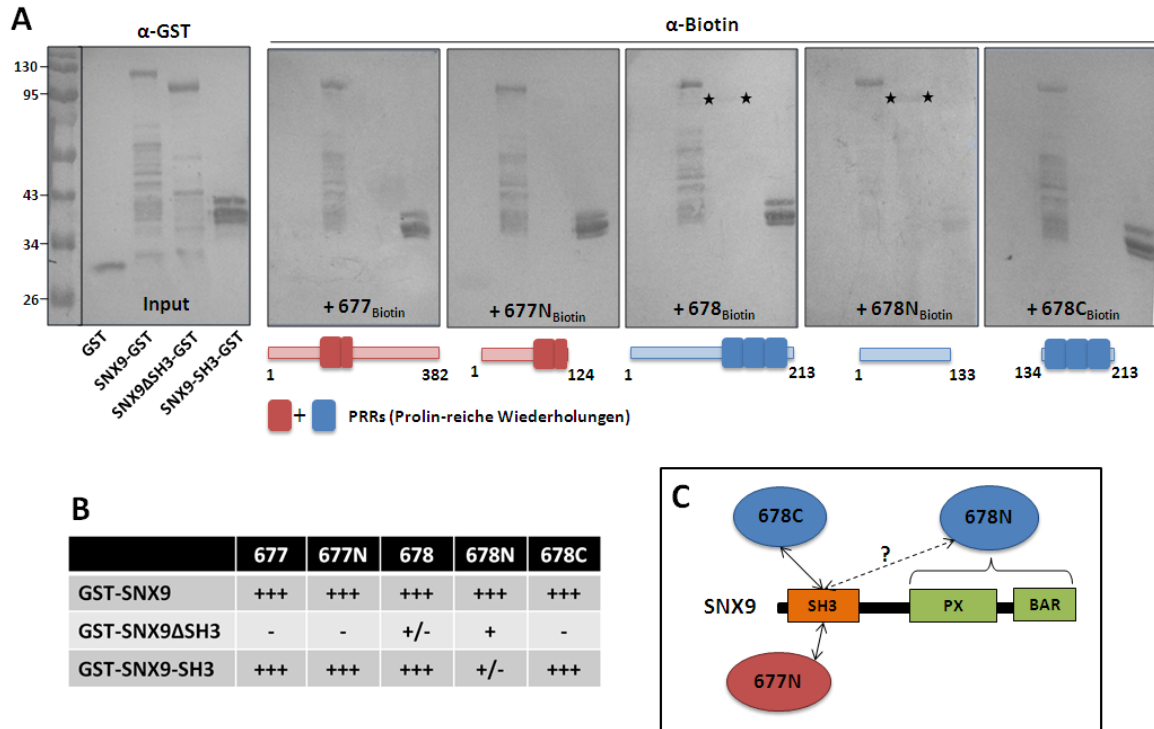 A
α-GST
α-Biotin
130
95
43
34
26
Input
+ 677Biotin
+ 677NBiotin
+ 678Biotin
+ 678NBiotin
+ 678CBiotin
GST
SNX9-GST
SNX9ΔSH3-GST
SNX9-SH3-GST
1 382
1 124
1 213
1 133
134 213
+ PRRs (Prolin-reiche Wiederholungen)
B
677 677N 678 678N 678C
GST-SNX9 +++ +++ +++ +++ +++
GST-SNX9ΔSH3 - - +/- + -
GST-SNX9-SH3 +++ +++ +++ +/- +++
C
678C
678N
?
SNX9
SH3
PX
BAR
677N